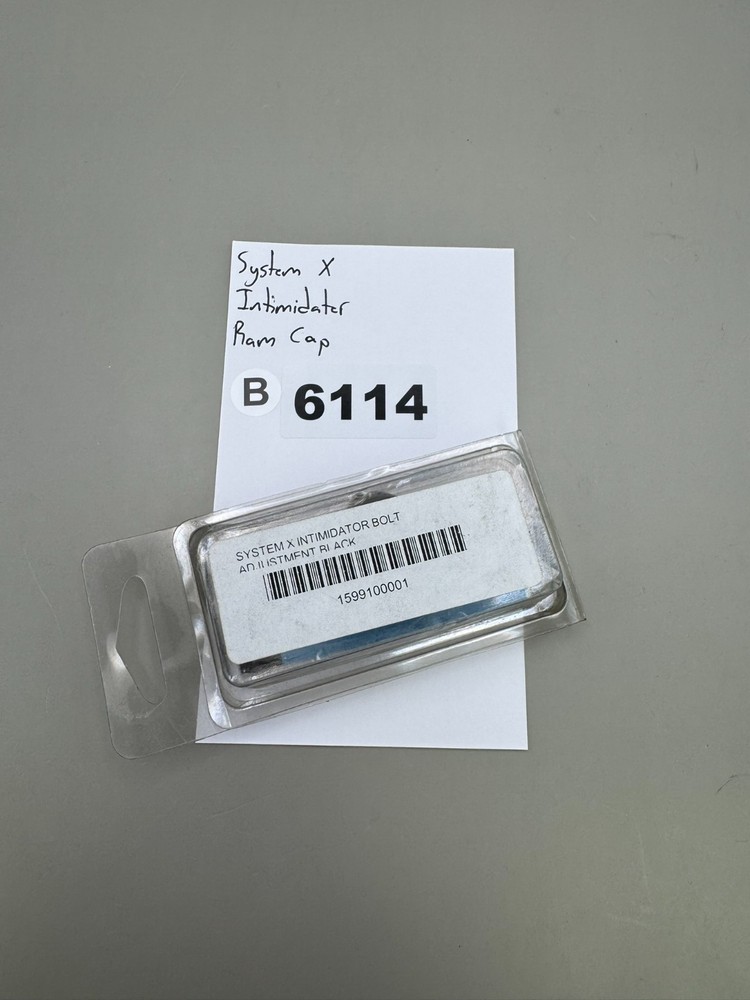 System X
Intimidator
Ram Cap
B 6114
SYSTEM X INTIMIDATOR BOLT
ADJUSTMENT BLACK
1599100001